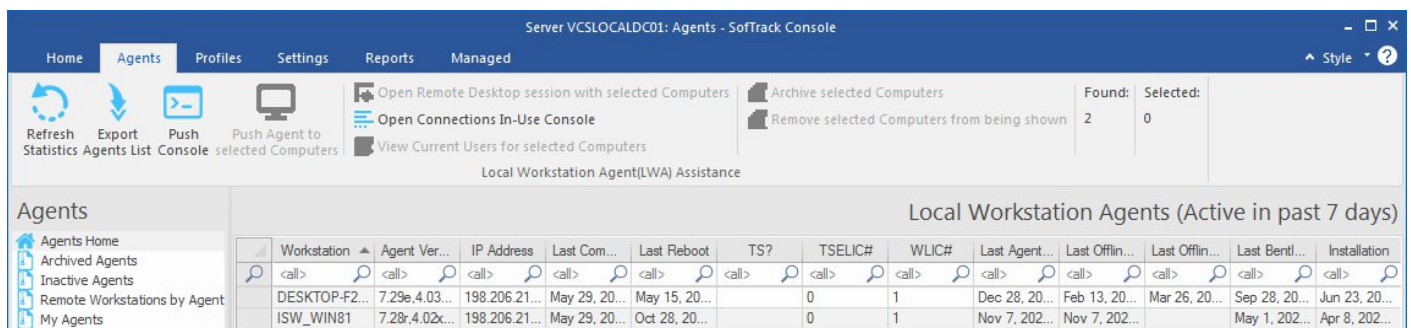 Server VCSLOCALDC01: Agents - SofTrack Console
Home Agents Profiles Settings Reports Managed Style ?
Refresh Statistics
Export Agents List
Push Console
Push Agent to selected Computers
Open Remote Desktop session with selected Computers
Open Connections In-Use Console
View Current Users for selected Computers
Archive selected Computers
Remove selected Computers from being shown
Found: Selected:
2 0
Local Workstation Agent(LWA) Assistance
Agents
Agents Home
Archived Agents
Inactive Agents
Remote Workstations by Agent
My Agents
Local Workstation Agents (Active in past 7 days)
Workstation Agent Ver... IP Address Last Com... Last Reboot TS? TSELIC# WLIC# Last Agent... Last Offlin... Last Offlin... Last Bentl... Installation
<all> <all> <all> <all> <all> <all> <all> <all> <all> <all> <all> <all> <all>
DESKTOP-F2... 7.29e,4.03... 198.206.21... May 29, 20... May 15, 20... 0 1 Dec 28, 20... Feb 13, 20... Mar 26, 20... Sep 28, 20... Jun 23, 20...
ISW_WIN81 7.28r,4.02x... 198.206.21... May 29, 20... Oct 28, 20... 0 1 Nov 7, 202... Nov 7, 202... May 1, 202... Apr 8, 202...